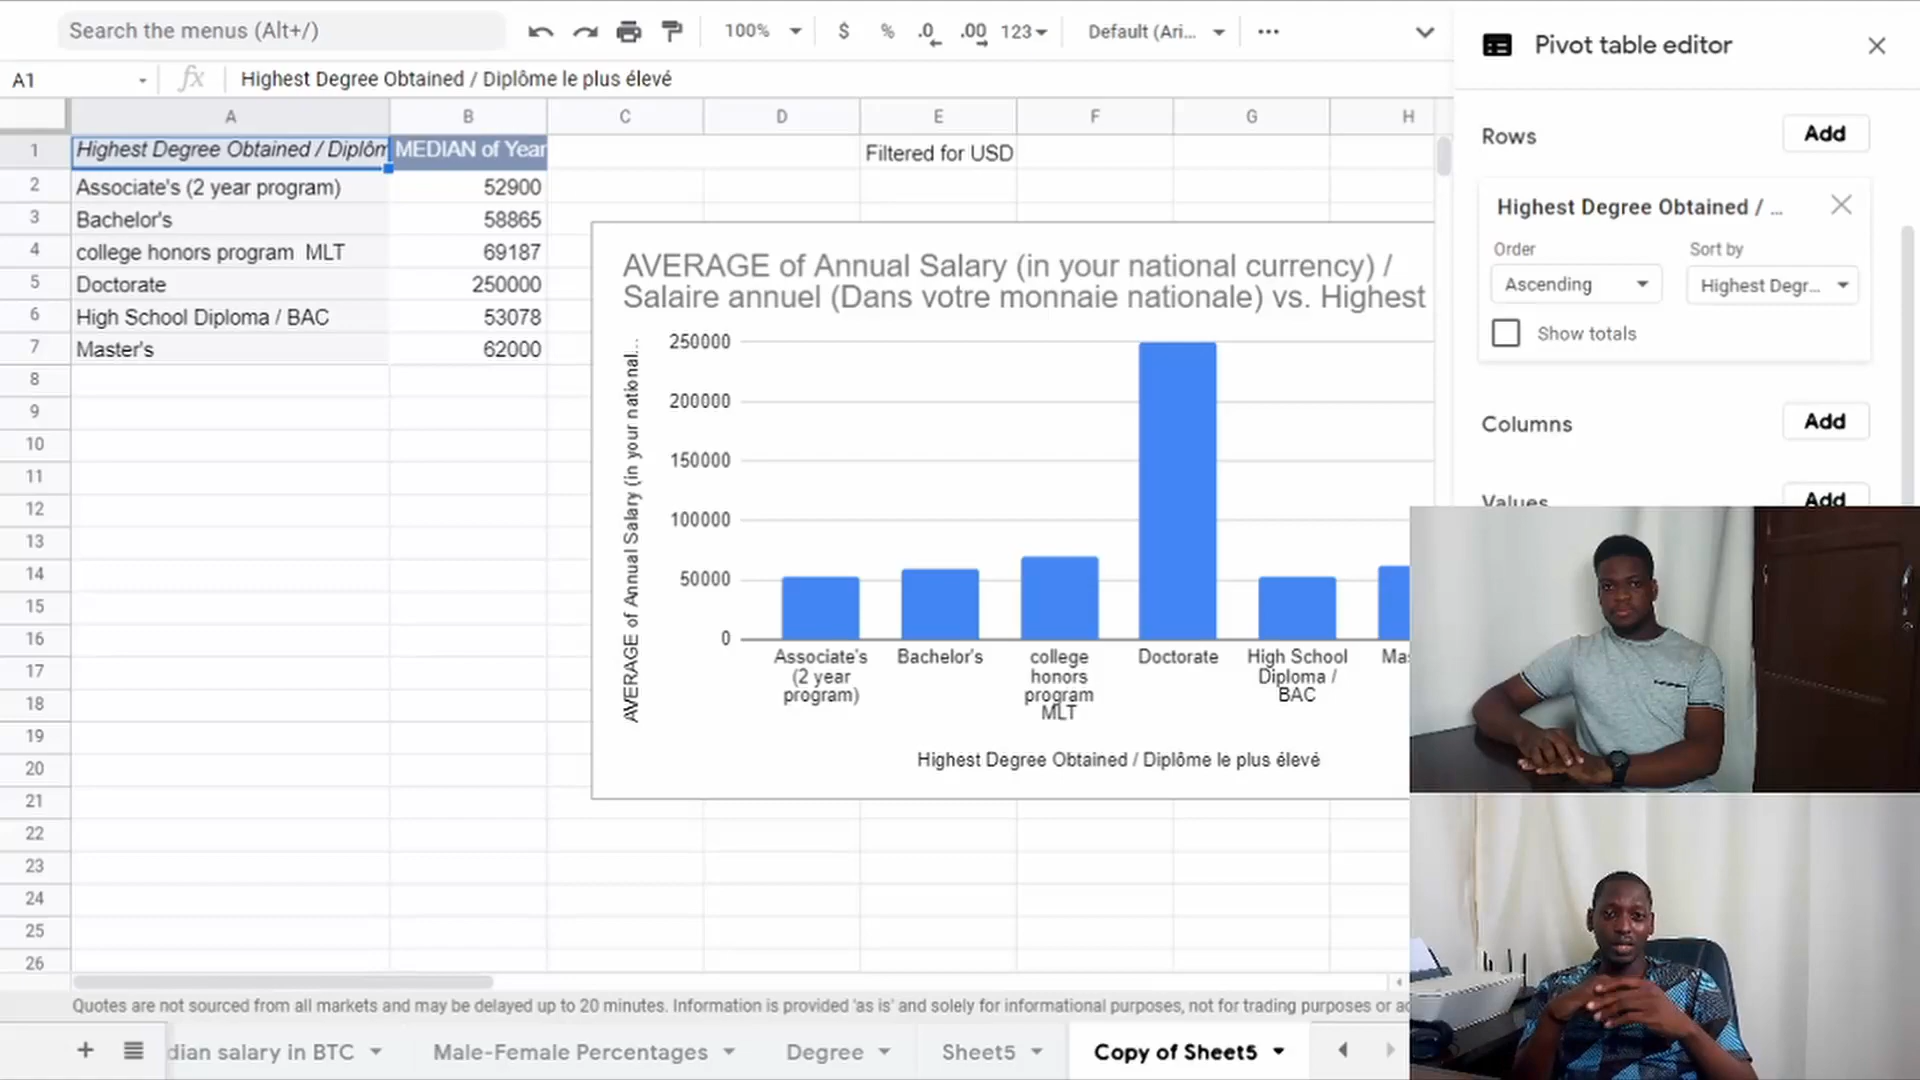 Search the menus (Alt+/)
100%
$
%
.0
.00
123
Default (Ari...
Pivot table editor
A1
fx
Highest Degree Obtained / Diplôme le plus élevé
A B C D E F G H
1 Highest Degree Obtained / Diplôm MEDIAN of Year Filtered for USD
2 Associate's (2 year program) 52900
3 Bachelor's 58865
4 college honors program MLT 69187
5 Doctorate 250000
6 High School Diploma / BAC 53078
7 Master's 62000
8
9
10
11
12
13
14
15
16
17
18
19
20
21
22
23
24
25
26
AVERAGE of Annual Salary (in your national currency) /
Salaire annuel (Dans votre monnaie nationale) vs. Highest
AVERAGE of Annual Salary (in your national...
250000
200000
150000
100000
50000
0
Associate's
(2 year
program)
Bachelor's
college
honors
program
MLT
Doctorate
High School
Diploma /
BAC
Mas
Highest Degree Obtained / Diplôme le plus élevé
Rows
Add
Highest Degree Obtained / ...
Order
Sort by
Ascending
Highest Degr...
Show totals
Columns
Add
Values
Add
Quotes are not sourced from all markets and may be delayed up to 20 minutes. Information is provided 'as is' and solely for informational purposes, not for trading purposes or ac
dian salary in BTC
Male-Female Percentages
Degree
Sheet5
Copy of Sheet5